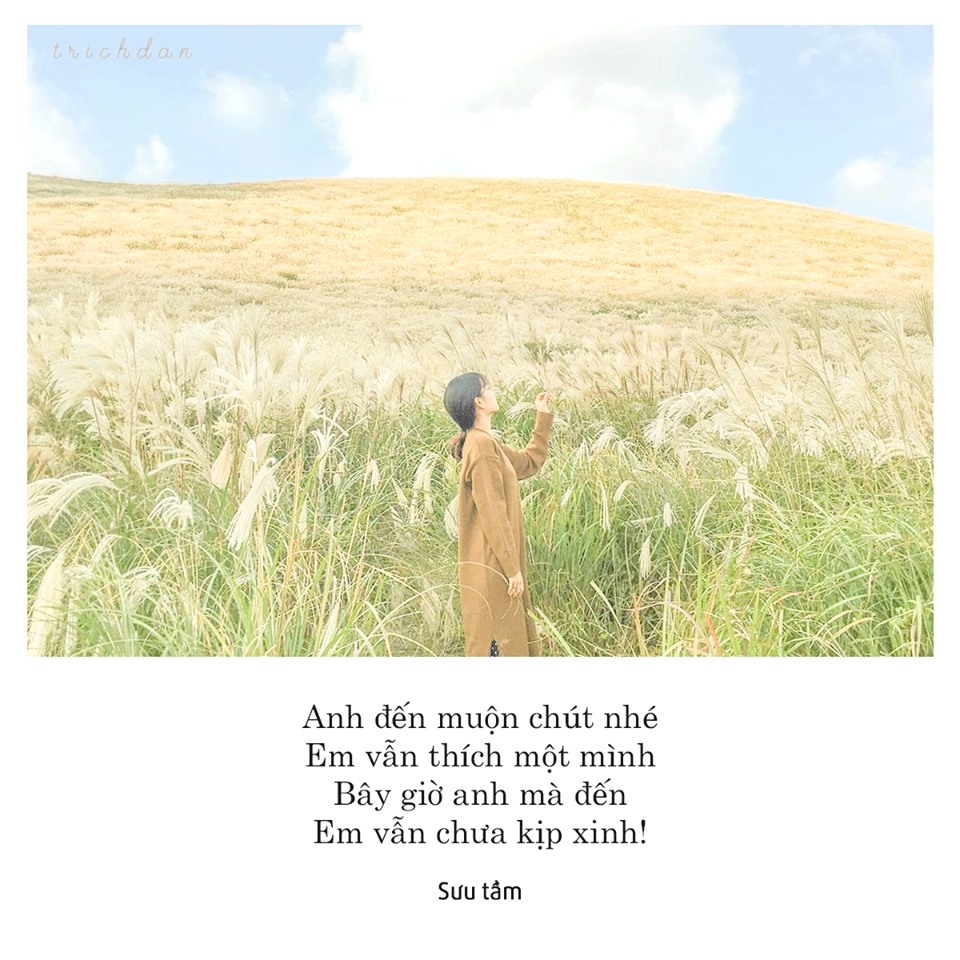 trichdan
Anh đến muộn chút nhé
Em vẫn thích một mình
Bây giờ anh mà đến
Em vẫn chưa kịp xinh!
Sưu tầm